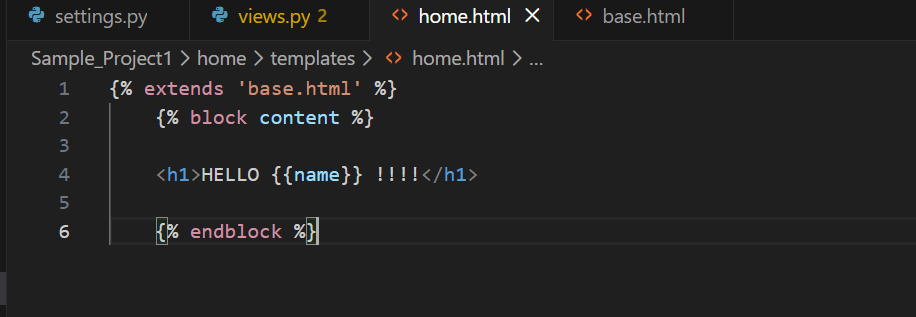 settings.py views.py 2 home.html base.html
Sample_Project1 > home > templates > <> home.html > ...
1 {% extends 'base.html' %}
2 {% block content %}
3
4 <h1>HELLO {{name}} !!!!</h1>
5
6 {% endblock %}